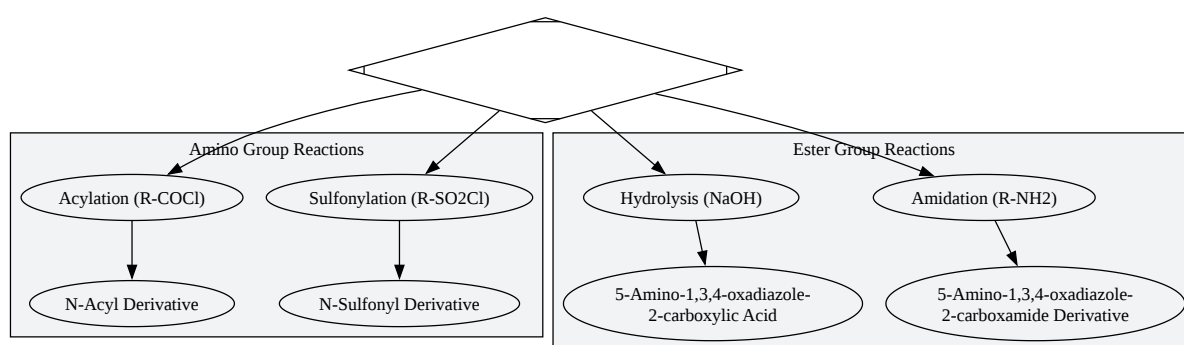 Amino Group Reactions
Ester Group Reactions
Acylation (R-COCl)
Sulfonylation (R-SO2Cl)
Hydrolysis (NaOH)
Amidation (R-NH2)
N-Acyl Derivative
N-Sulfonyl Derivative
5-Amino-1,3,4-oxadiazole-
2-carboxylic Acid
5-Amino-1,3,4-oxadiazole-
2-carboxamide Derivative